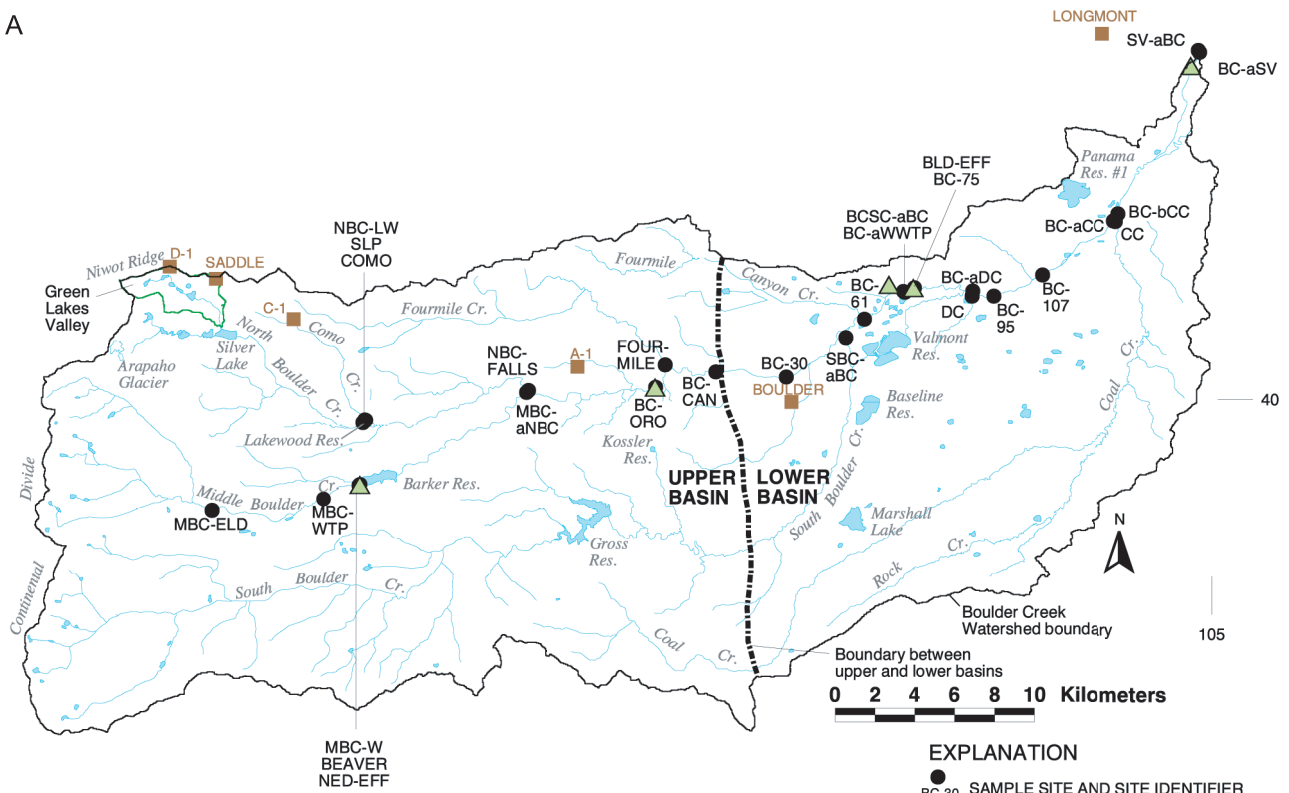 A
LONGMONT
SV-aBC
BC-aSV
Panama
Res. #1
BLD-EFF
BC-75
BCSC-aBC
BC-aWWTP
NBC-LW
SLP
COMO
BC-bCC
BC-aCC
CC
Niwot Ridge
D-1
SADDLE
Fourmile
Canyon
Cr.
BC-
61
BC-aDC
DC
BC-
95
BC-
107
Green
Lakes
Valley
C-1
North
Como
Cr.
Fourmile Cr.
Silver
Lake
Boulder
Cr.
Arapaho
Glacier
NBC-
FALLS
A-1
FOUR-
MILE
BC-
CAN
BC-30
BOULDER
SBC-
aBC
Valmont
Res.
Cr.
Coal
Baseline
Res.
40
MBC-
aNBC
BC-
ORO
Lakewood Res.
Kossler
Res.
UPPER
BASIN
LOWER
BASIN
Divide
Middle
Boulder
Cr.
Barker Res.
MBC-ELD
MBC-
WTP
South
Boulder
Cr.
Marshall
Lake
N
Gross
Res.
Rock
Cr.
Continental
South
Boulder
Cr.
Boulder Creek
Watershed boundary
105
Coal
Cr.
Boundary between
upper and lower basins
0 2 4 6 8 10 Kilometers
MBC-W
BEAVER
NED-EFF
EXPLANATION
BC-30
SAMPLE SITE AND SITE IDENTIFIER